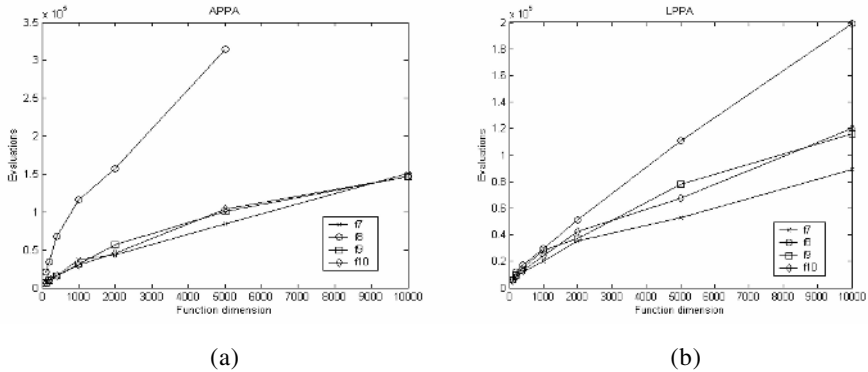 APPA
x 10^5
3.5
3
2.5
2
1.5
1
0.5
0
Evaluations
f7
f8
f9
f10
0 1000 2000 3000 4000 5000 6000 7000 8000 9000 10000
Function dimension
(a)
LPPA
x 10^5
2
1.8
1.6
1.4
1.2
1
0.8
0.6
0.4
0.2
0
Evaluations
f7
f8
f9
f10
0 1000 2000 3000 4000 5000 6000 7000 8000 9000 10000
Function dimension
(b)